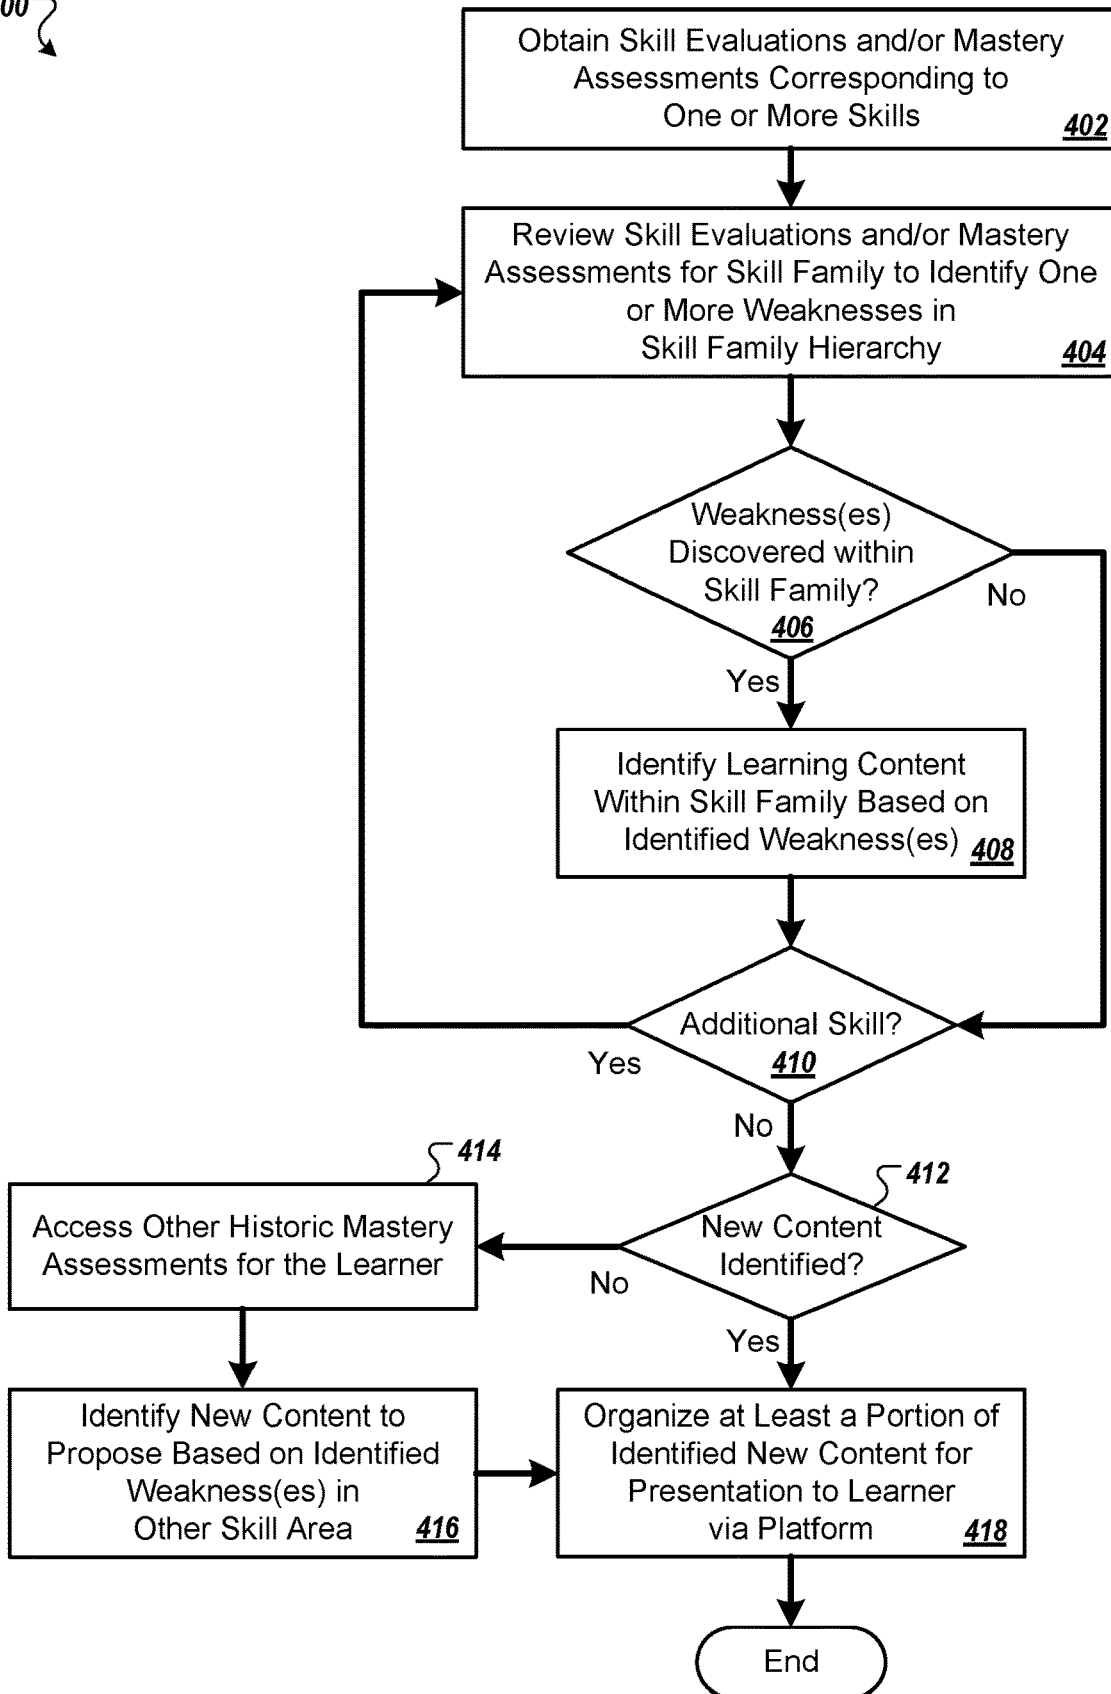 00
Obtain Skill Evaluations and/or Mastery
Assessments Corresponding to
One or More Skills
402
Review Skill Evaluations and/or Mastery
Assessments for Skill Family to Identify One
or More Weaknesses in
Skill Family Hierarchy
404
Weakness(es)
Discovered within
Skill Family?
406
No
Yes
Identify Learning Content
Within Skill Family Based on
Identified Weakness(es)
408
Additional Skill?
410
Yes
No
414
412
Access Other Historic Mastery
Assessments for the Learner
New Content
Identified?
No
Yes
Identify New Content to
Propose Based on Identified
Weakness(es) in
Other Skill Area
416
Organize at Least a Portion of
Identified New Content for
Presentation to Learner
via Platform
418
End